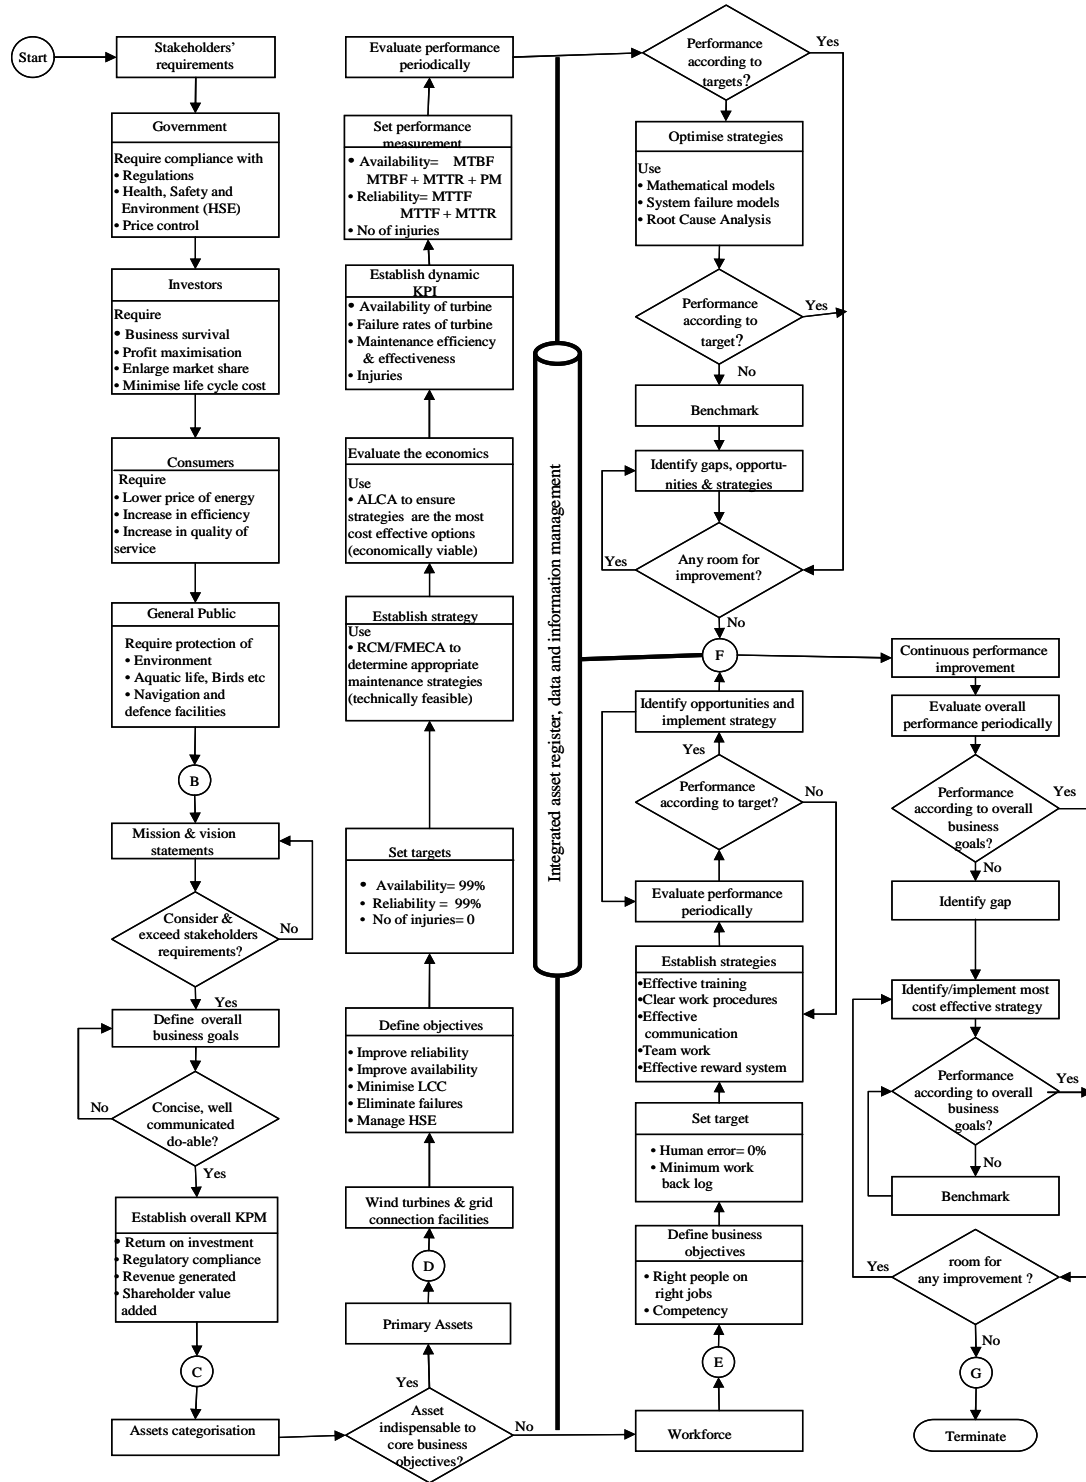 Start
Stakeholders'
requirements
Government
Require compliance with
• Regulations
• Health, Safety and
Environment (HSE)
• Price control
Investors
Require
• Business survival
• Profit maximisation
• Enlarge market share
• Minimise life cycle cost
Consumers
Require
• Lower price of energy
• Increase in efficiency
• Increase in quality of
service
General Public
Require protection of
• Environment
• Aquatic life, Birds etc
• Navigation and
defence facilities
B
Mission & vision
statements
Consider &
exceed stakeholders
requirements?
No
Yes
Define overall
business goals
Concise, well
communicated
do-able?
No
Yes
Establish overall KPM
• Return on investment
• Regulatory compliance
• Revenue generated
• Shareholder value
added
C
Assets categorisation
Asset
indispensable to
core business
objectives?
Yes
No
Primary Assets
D
Wind turbines & grid
connection facilities
Define objectives
• Improve reliability
• Improve availability
• Minimise LCC
• Eliminate failures
• Manage HSE
Set targets
• Availability= 99%
• Reliability = 99%
• No of injuries= 0
Establish strategy
Use
• RCM/FMECA to
determine appropriate
maintenance strategies
(technically feasible)
Evaluate the economics
Use
• ALCA to ensure
strategies are the most
cost effective options
(economically viable)
Establish dynamic
KPI
• Availability of turbine
• Failure rates of turbine
• Maintenance efficiency
& effectiveness
• Injuries
Set performance
measurement
• Availability= MTBF
MTBF + MTTR + PM
• Reliability= MTTF
MTTF + MTTR
• No of injuries
Evaluate performance
periodically
Integrated asset register, data and information management
Performance
according to
targets?
Yes
Optimise strategies
Use
• Mathematical models
• System failure models
• Root Cause Analysis
Performance
according to
target?
Yes
No
Benchmark
Identify gaps, opportu-
nities & strategies
Any room for
improvement?
Yes
No
F
Identify opportunities and
implement strategy
Yes
Performance
according to target?
No
Evaluate performance
periodically
Establish strategies
•Effective training
•Clear work procedures
•Effective
communication
•Team work
•Effective reward system
Set target
• Human error= 0%
• Minimum work
back log
Define business
objectives
• Right people on
right jobs
• Competency
E
Workforce
Continuous performance
improvement
Evaluate overall
performance periodically
Performance
according to overall
business
goals?
Yes
No
Identify gap
Identify/implement most
cost effective strategy
Performance
according to overall
business
goals?
Yes
No
Benchmark
room for
any improvement ?
Yes
No
G
Terminate